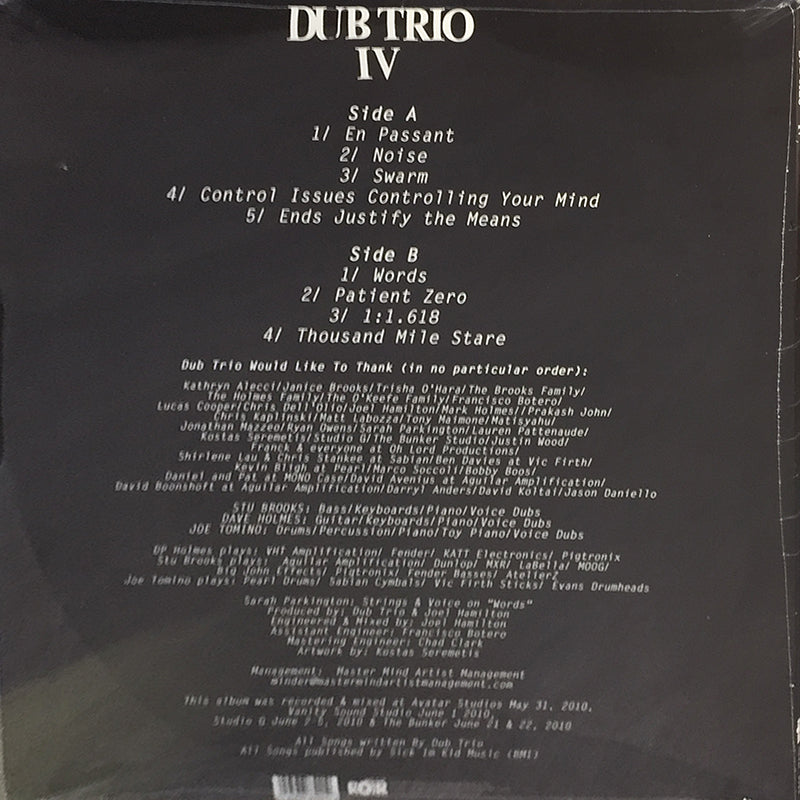 DUB TRIO
IV
Side A
1/ En Passant
2/ Noise
3/ Swarm
4/ Control Issues Controlling Your Mind
5/ Ends Justify the Means
Side B
1/ Words
2/ Patient Zero
3/ 1:1.618
4/ Thousand Mile Stare
Dub Trio Would Like To Thank (in no particular order):
Kathryn Alecci/Janice Brooks/Trisha O'Hara/The Brooks Family/
The Holmes Family/The O'Keefe Family/Francisco Botero/
Lucas Cooper/Chris Dell'Olio/Joel Hamilton/Mark Holmes//Prakash John/
Chris Kaplinski/Matt Labozza/Tony Maimone/Matisyahu/
Jonathan Mazzeo/Ryan Owens/Sarah Parkington/Lauren Pattenaude/
Kostas Seremetis/Studio G/The Bunker Studio/Justin Wood/
Franck & everyone at Oh Lord Productions/
Shirlene Lau & Chris Stankee at Sabian/Ben Davies at Vic Firth/
Kevin Bligh at Pearl/Marco Soccoli/Bobby Boos/
Daniel and Pat at MONO Case/David Avenius at Aguilar Amplification/
David Boonshoft at Aguilar Amplification/Darryl Anders/David Koltai/Jason Daniello
STU BROOKS: Bass/Keyboards/Piano/Voice Dubs
DAVE HOLMES: Guitar/Keyboards/Piano/Voice Dubs
JOE TOMINO: Drums/Percussion/Piano/Toy Piano/Voice Dubs
DP Holmes plays: VHT Amplification/ Fender/ KATT Electronics/ Pigtronix
Stu Brooks plays: Aguilar Amplification/ Dunlop/ MXR/ LaBella/ MOOG/
Big John Effects/ Pigtronix/ Fender Basses/ AtelierZ
Joe Tomino plays: Pearl Drums/ Sabian Cymbals/ Vic Firth Sticks/ Evans Drumheads
Sarah Parkington: Strings & Voice on "Words"
Produced by: Dub Trio & Joel Hamilton
Engineered & Mixed by: Joel Hamilton
Assistant Engineer: Francisco Botero
Mastering Engineer: Chad Clark
Artwork by: Kostas Seremetis
Management: Master Mind Artist Management
minder@mastermindartistmanagement.com
This album was recorded & mixed at Avatar Studios May 31, 2010,
Vanity Sound Studio June 1 2010,
Studio G June 2-5, 2010 & The Bunker June 21 & 22, 2010
All Songs written By Dub Trio
All Songs published by Sick Im Kid Music (BMI)
ROIR